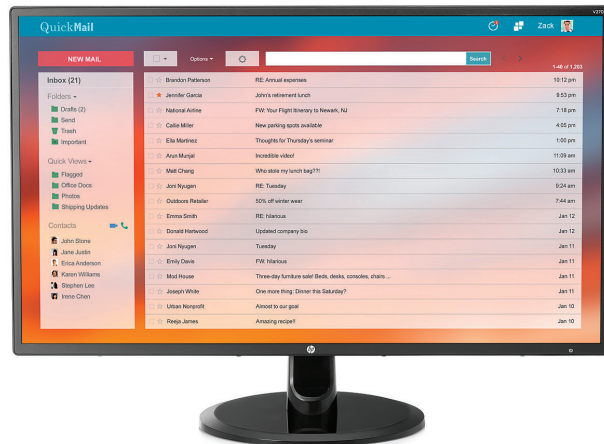 V270
QuickMail
Zack
NEW MAIL
Options
Search
1-40 of 1,203
Inbox (21)
Folders
Drafts (2)
Send
Trash
Important
Quick Views
Flagged
Office Docs
Photos
Shipping Updates
Contacts
John Stone
Jane Justin
Erica Anderson
Karen Williams
Stephen Lee
Irene Chen
Brandon Patterson RE: Annual expenses 10:12 pm
Jennifer Garcia John's retirement lunch 9:53 pm
National Airline FW: Your Flight Itinerary to Newark, NJ 7:18 pm
Callie Miller New parking spots available 4:05 pm
Ella Martinez Thoughts for Thursday's seminar 1:00 pm
Arun Munjal Incredible video! 11:09 am
Matt Chang Who stole my lunch bag??! 10:33 am
Joni Nyugen RE: Tuesday 9:24 am
Outdoors Retailer 50% off winter wear 7:44 am
Emma Smith RE: hilarious Jan 12
Donald Hartwood Updated company bio Jan 12
Joni Nyugen Tuesday Jan 11
Emily Davis FW: hilarious Jan 11
Mod House Three-day furniture sale! Beds, desks, consoles, chairs ... Jan 11
Joseph White One more thing: Dinner this Saturday? Jan 11
Urban Nonprofit Almost to our goal Jan 10
Reeja James Amazing recipe!! Jan 10
hp